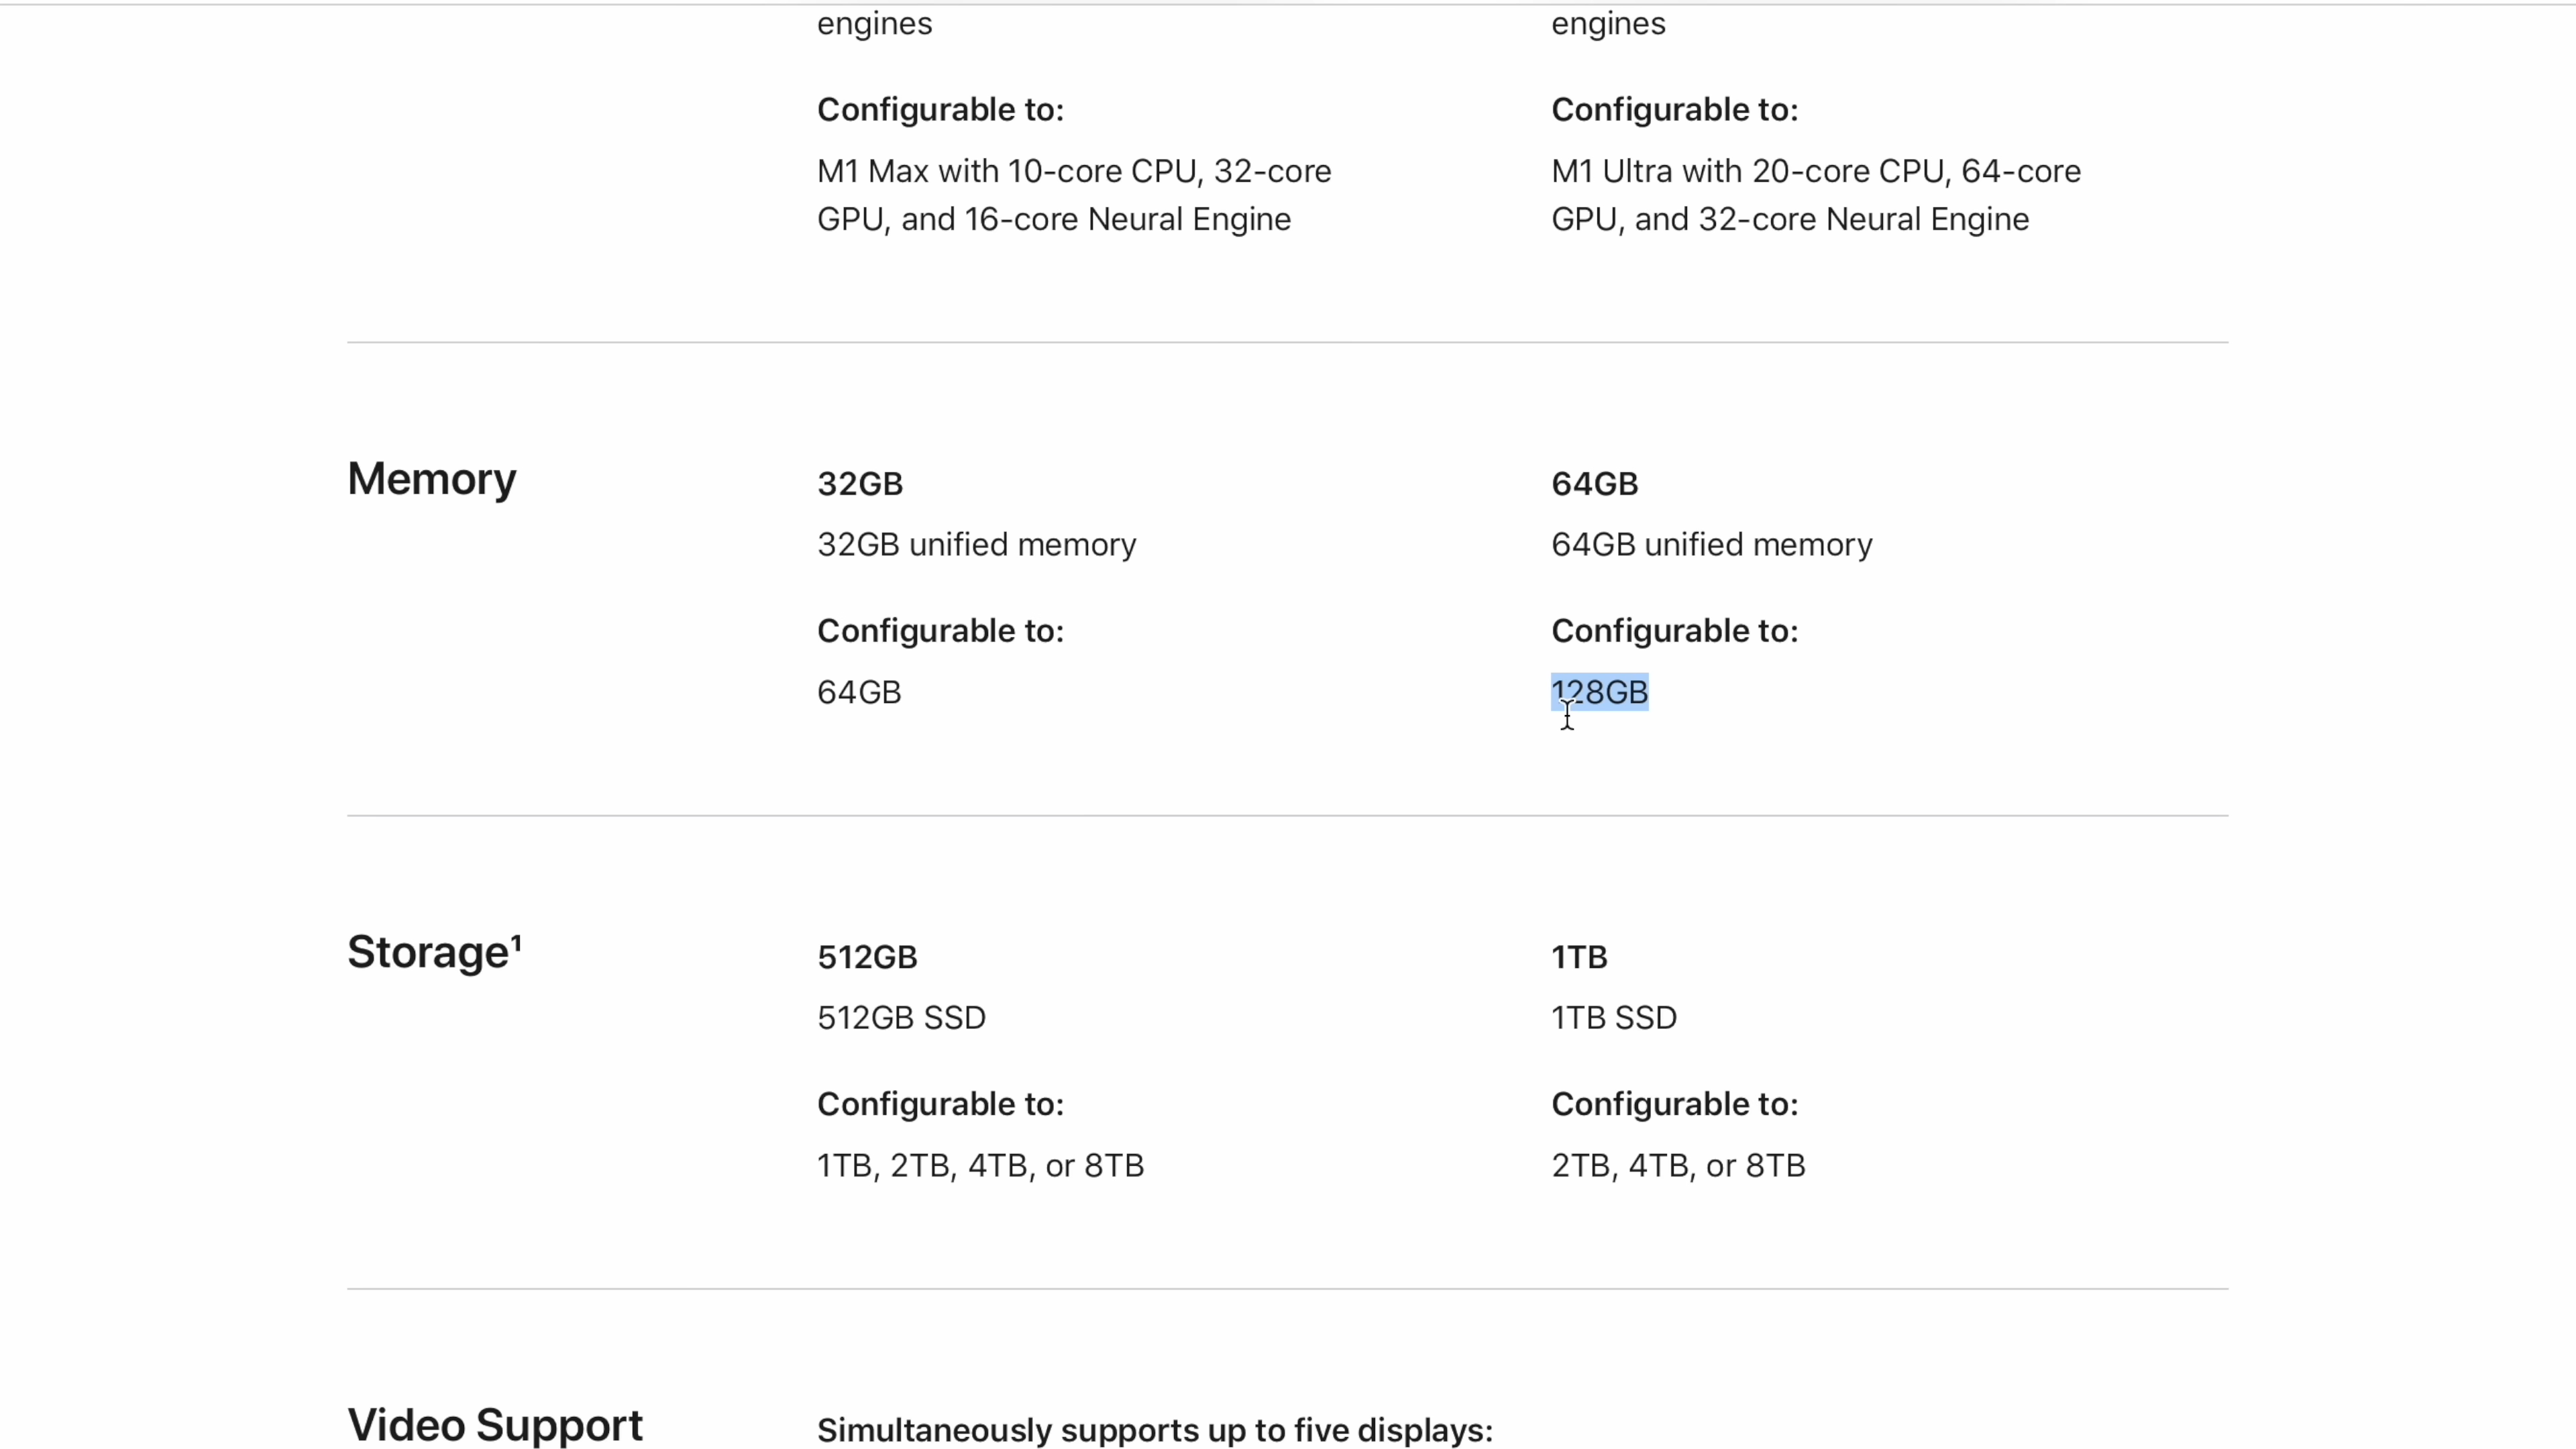 engines
Configurable to:
M1 Max with 10-core CPU, 32-core
GPU, and 16-core Neural Engine
engines
Configurable to:
M1 Ultra with 20-core CPU, 64-core
GPU, and 32-core Neural Engine
Memory
32GB
32GB unified memory
Configurable to:
64GB
64GB
64GB unified memory
Configurable to:
128GB
Storage¹
512GB
512GB SSD
Configurable to:
1TB, 2TB, 4TB, or 8TB
1TB
1TB SSD
Configurable to:
2TB, 4TB, or 8TB
Video Support
Simultaneously supports up to five displays: